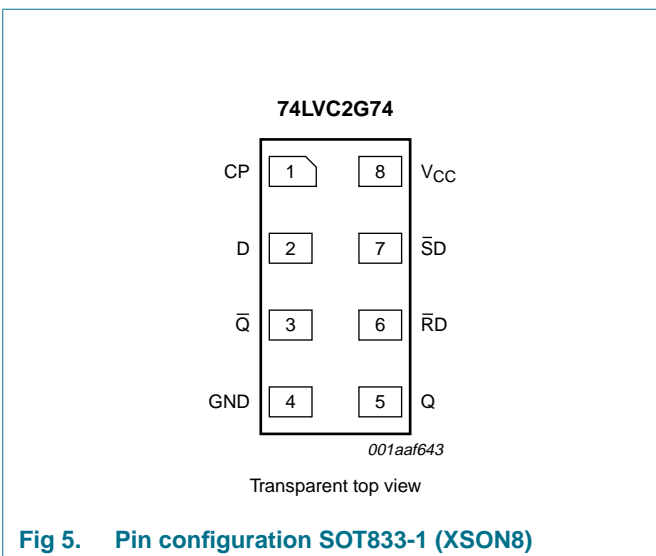 74LVC2G74
CP 1 8 VCC
D 2 7 S̅D
Q̅ 3 6 R̅D
GND 4 5 Q
001aaf643
Transparent top view
Fig 5. Pin configuration SOT833-1 (XSON8)